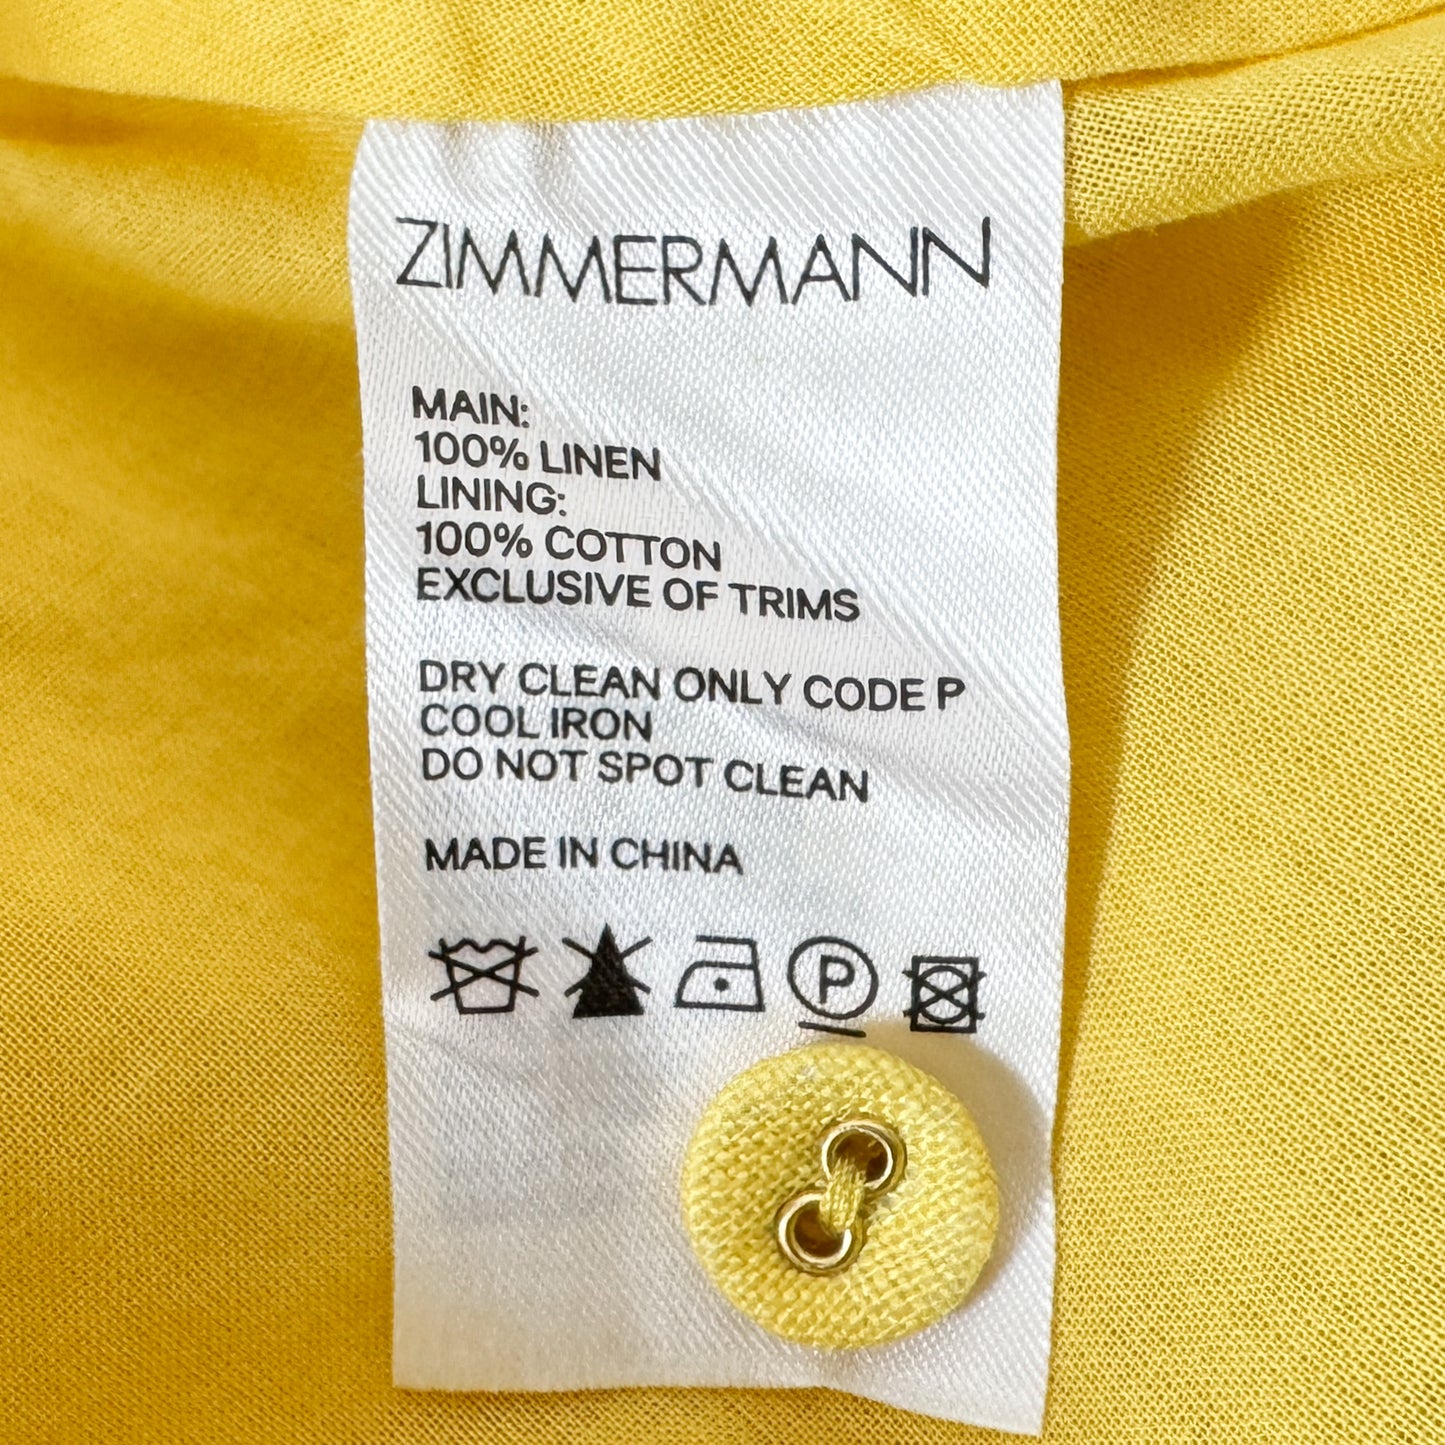 ZIMMERMANN
MAIN:
100% LINEN
LINING:
100% COTTON
EXCLUSIVE OF TRIMS
DRY CLEAN ONLY CODE P
COOL IRON
DO NOT SPOT CLEAN
MADE IN CHINA
P